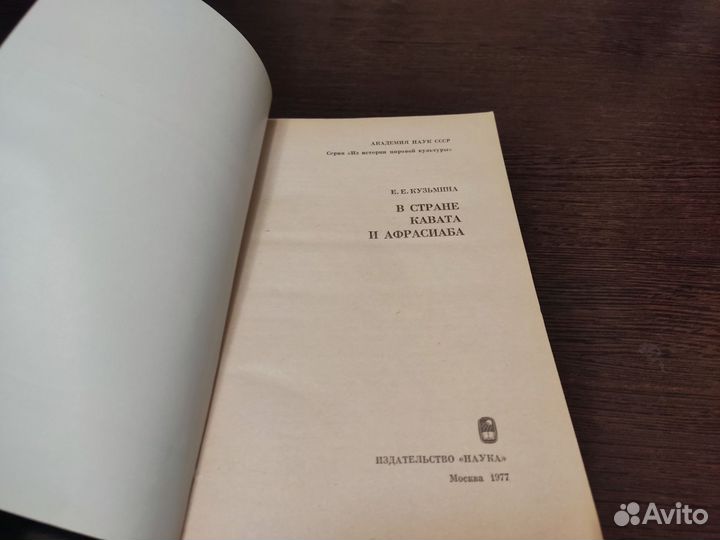 АКАДЕМИЯ НАУК СССР
Серия «Из истории мировой культуры»
Е. Е. КУЗЬМИНА
В СТРАНЕ
КАВАТА
И АФРАСИАБА
ИЗДАТЕЛЬСТВО «НАУКА»
Москва 1977
Avito